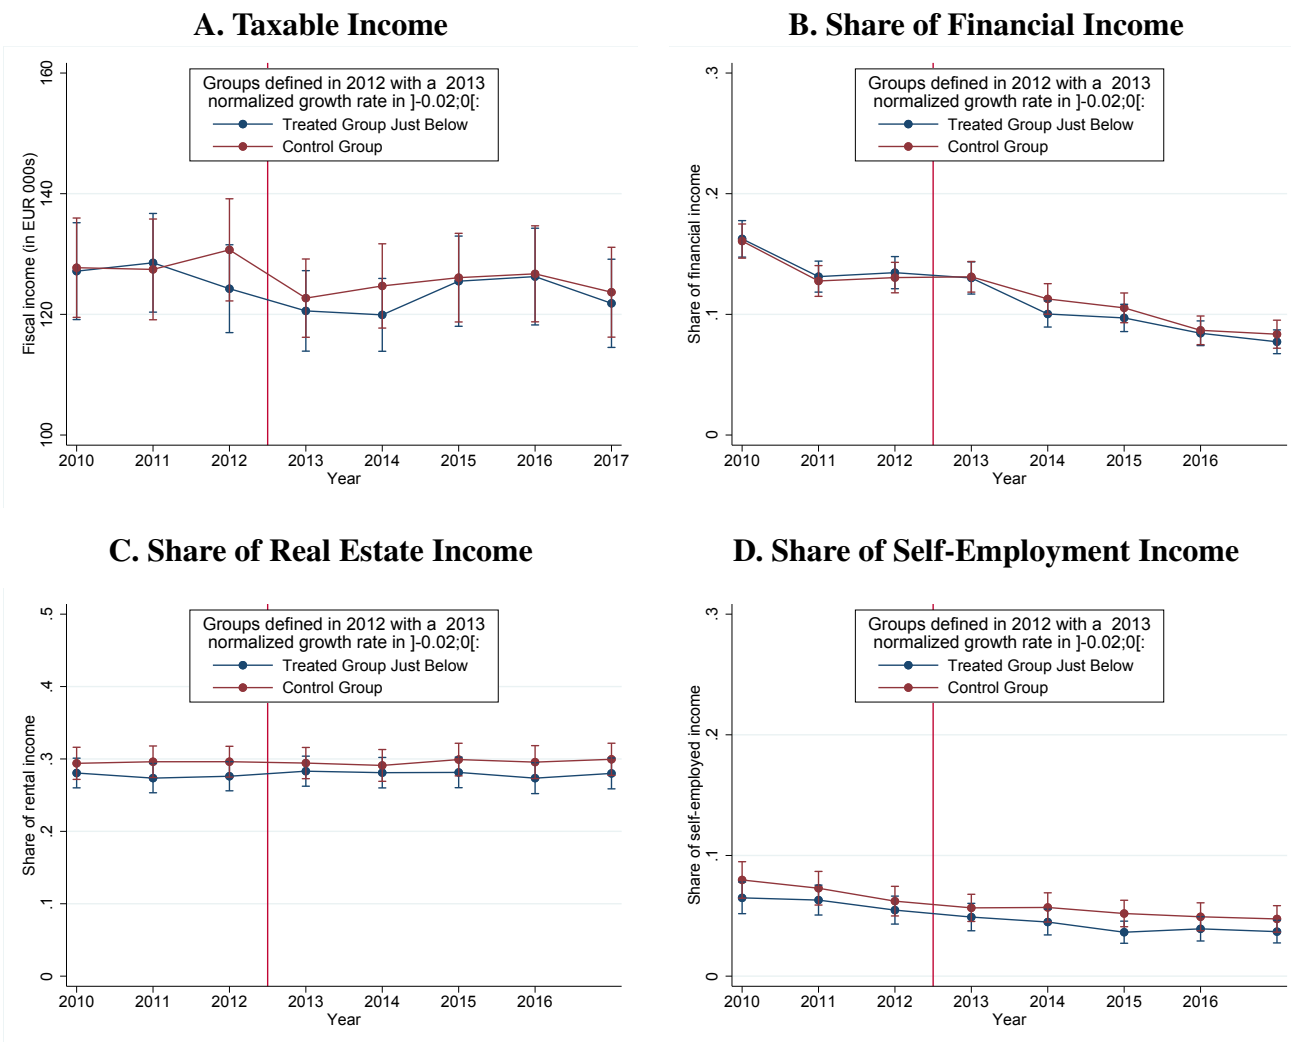 A. Taxable Income
Fiscal income (in EUR 000s)
160
140
120
100
Groups defined in 2012 with a  2013
normalized growth rate in ]-0.02;0[:
Treated Group Just Below
Control Group
2010 2011 2012 2013 2014 2015 2016 2017
Year
B. Share of Financial Income
Share of financial income
.3
.2
.1
0
Groups defined in 2012 with a  2013
normalized growth rate in ]-0.02;0[:
Treated Group Just Below
Control Group
2010 2011 2012 2013 2014 2015 2016
Year
C. Share of Real Estate Income
Share of rental income
.5
.4
.3
.2
.1
0
Groups defined in 2012 with a  2013
normalized growth rate in ]-0.02;0[:
Treated Group Just Below
Control Group
2010 2011 2012 2013 2014 2015 2016
Year
D. Share of Self-Employment Income
Share of self-employed income
.3
.2
.1
0
Groups defined in 2012 with a  2013
normalized growth rate in ]-0.02;0[:
Treated Group Just Below
Control Group
2010 2011 2012 2013 2014 2015 2016
Year